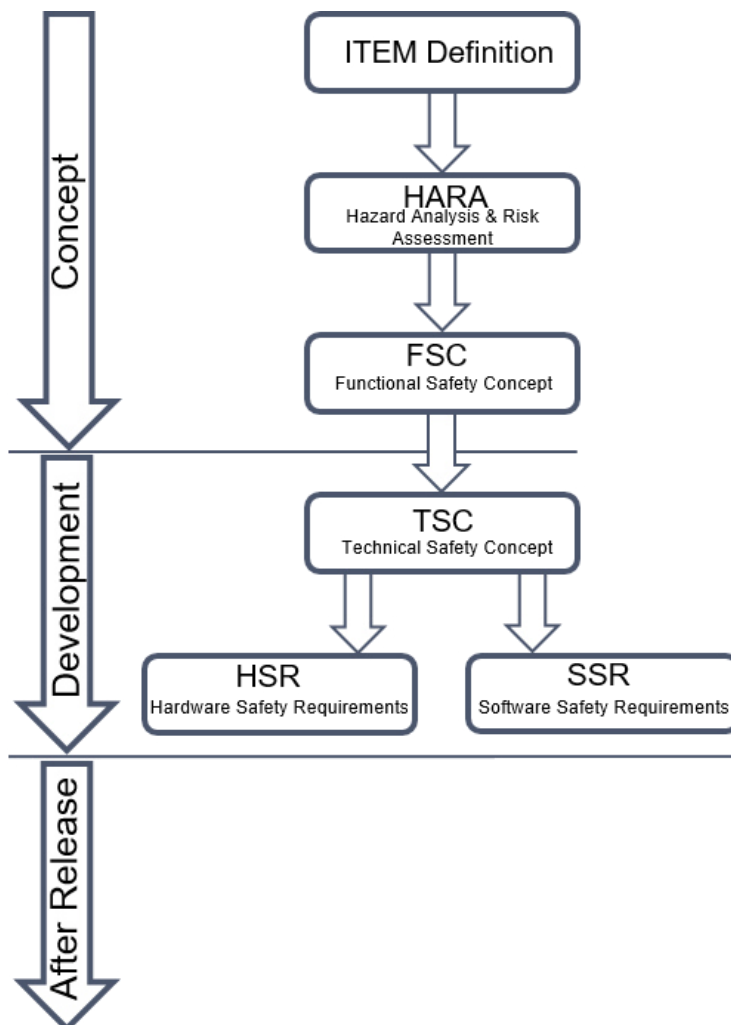 Concept
ITEM Definition
HARA
Hazard Analysis & Risk
Assessment
FSC
Functional Safety Concept
Development
TSC
Technical Safety Concept
HSR
Hardware Safety Requirements
SSR
Software Safety Requirements
After Release